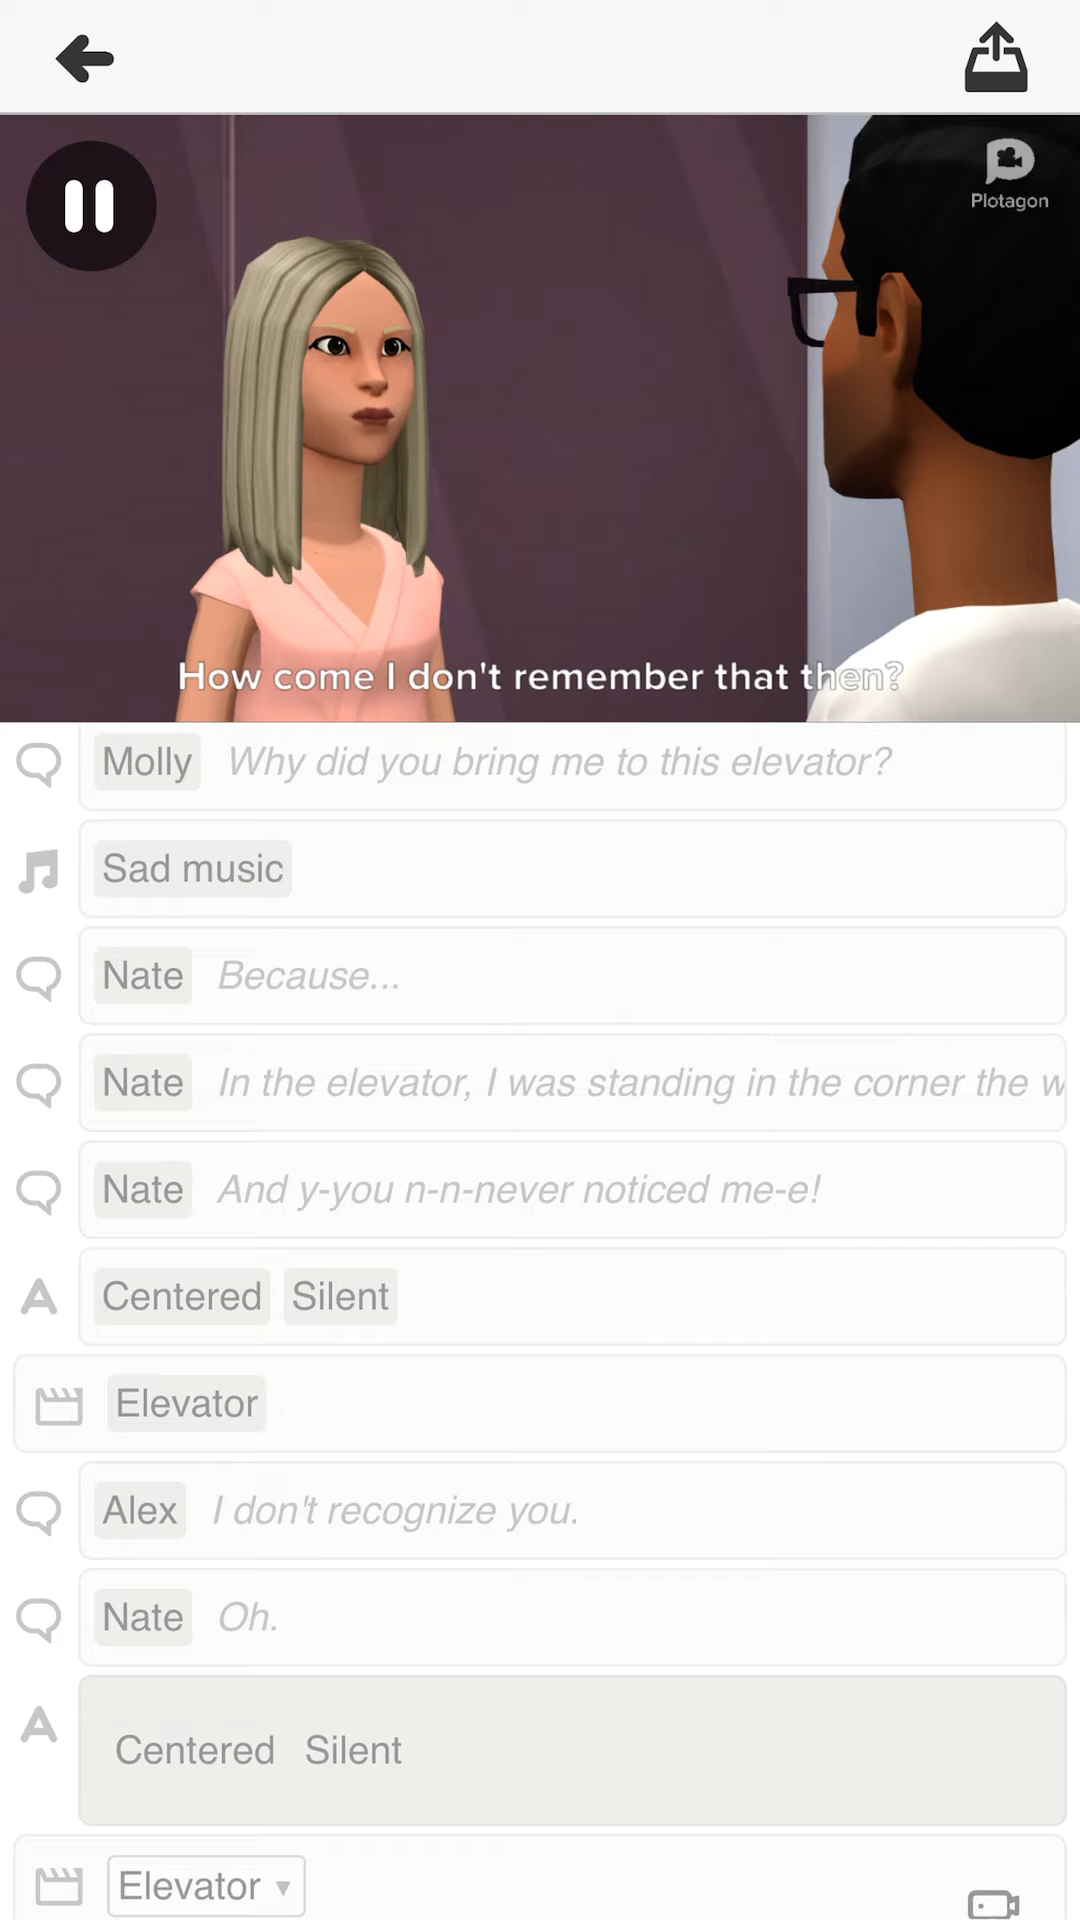 Plotagon
How come I don't remember that then?
Molly Why did you bring me to this elevator?
Sad music
Nate Because...
Nate In the elevator, I was standing in the corner the w
Nate And y-you n-n-never noticed me-e!
Centered Silent
Elevator
Alex I don't recognize you.
Nate Oh.
Centered Silent
Elevator